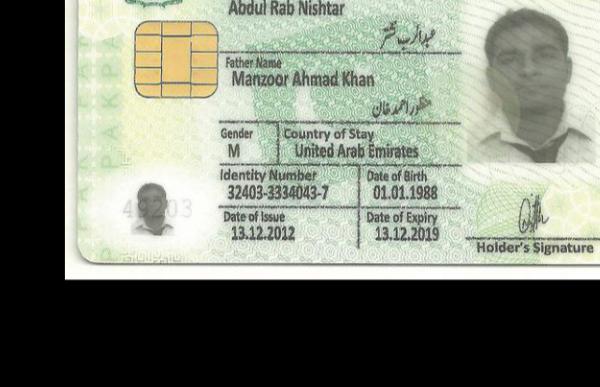 Abdul Rab Nishtar
عبدالرب نشتر
Father Name
Manzoor Ahmad Khan
منظور احمد خان
Gender Country of Stay
M United Arab Emirates
Identity Number Date of Birth
32403-3334043-7 01.01.1988
Date of Issue Date of Expiry
13.12.2012 13.12.2019
Holder's Signature